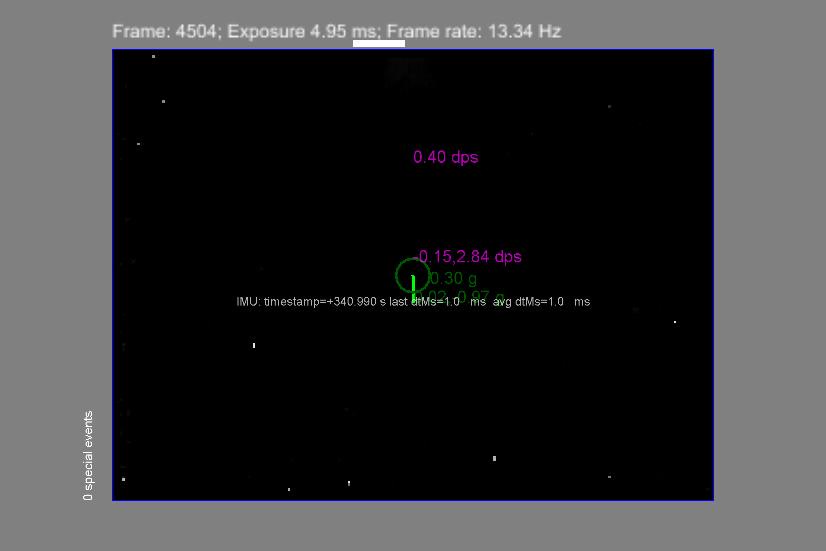 Frame: 4504; Exposure 4.95 ms; Frame rate: 13.34 Hz
0.40 dps
-0.15,2.84 dps
0.30 g
IMU: timestamp=+340.990 s last dtMs=1.0 ms avg dtMs=1.0 ms
0 special events